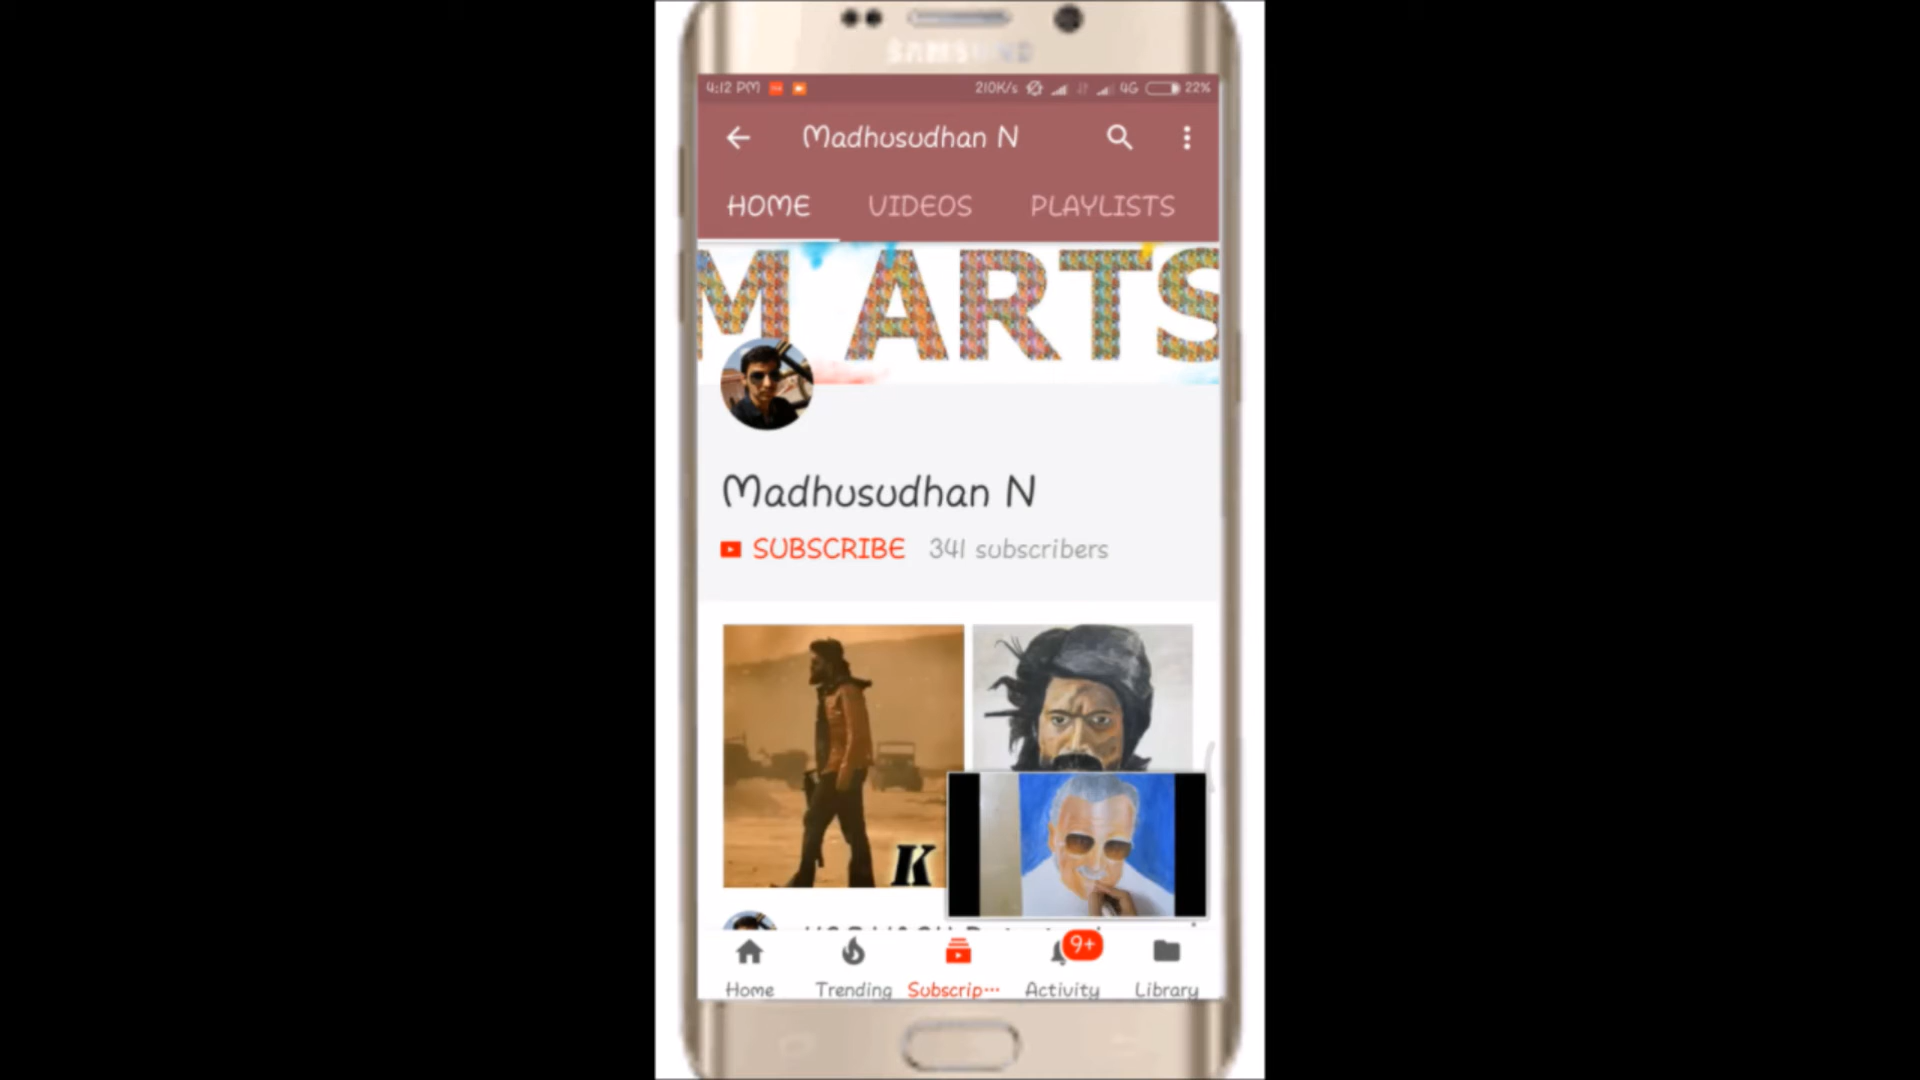 SAMSUNG
4:12 PM 210K/s 4G 22%
Madhusudhan N
HOME VIDEOS PLAYLISTS
M ARTS
Madhusudhan N
SUBSCRIBE 341 subscribers
K
9+
Home Trending Subscrip... Activity Library